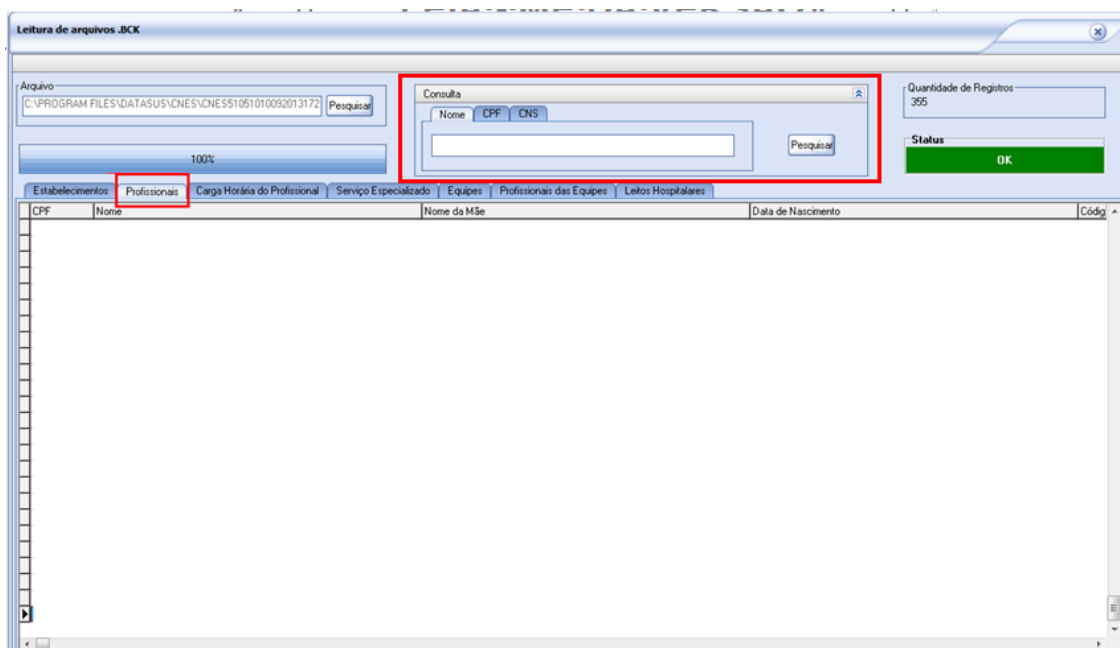 Leitura de arquivos .BCK
Arquivo
C:\PROGRAM FILES\DATASUS\CNES\CNES51051010092013172
Pesquisar
100%
Consulta
Nome CPF CNS
Pesquisar
Quantidade de Registros
355
Status
OK
Estabelecimentos Profissionais Carga Horária do Profissional Serviço Especializado Equipes Profissionais das Equipes Leitos Hospitalares
CPF Nome Nome da Mãe Data de Nascimento Códig